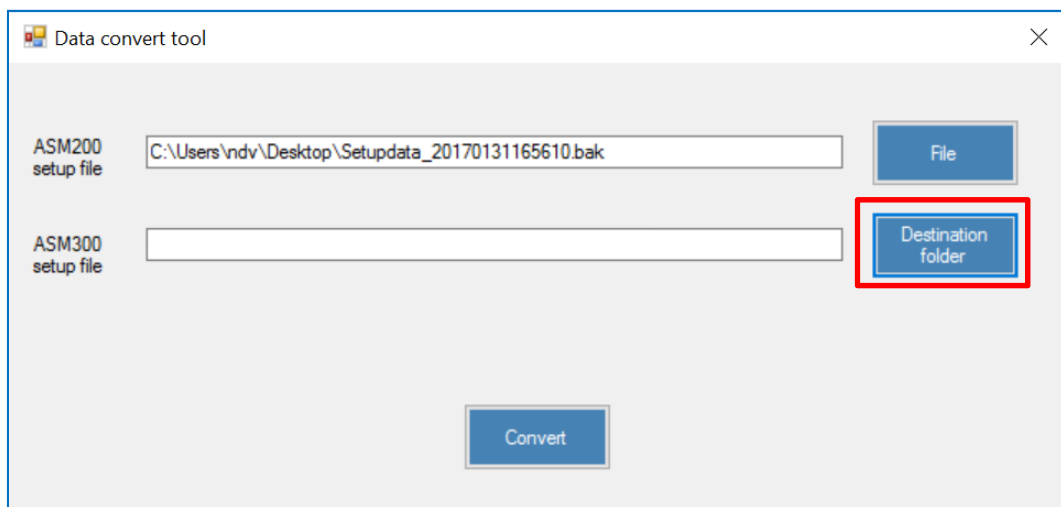 Data convert tool
ASM200
setup file
C:\Users\ndv\Desktop\Setupdata_20170131165610.bak
File
ASM300
setup file
Destination
folder
Convert